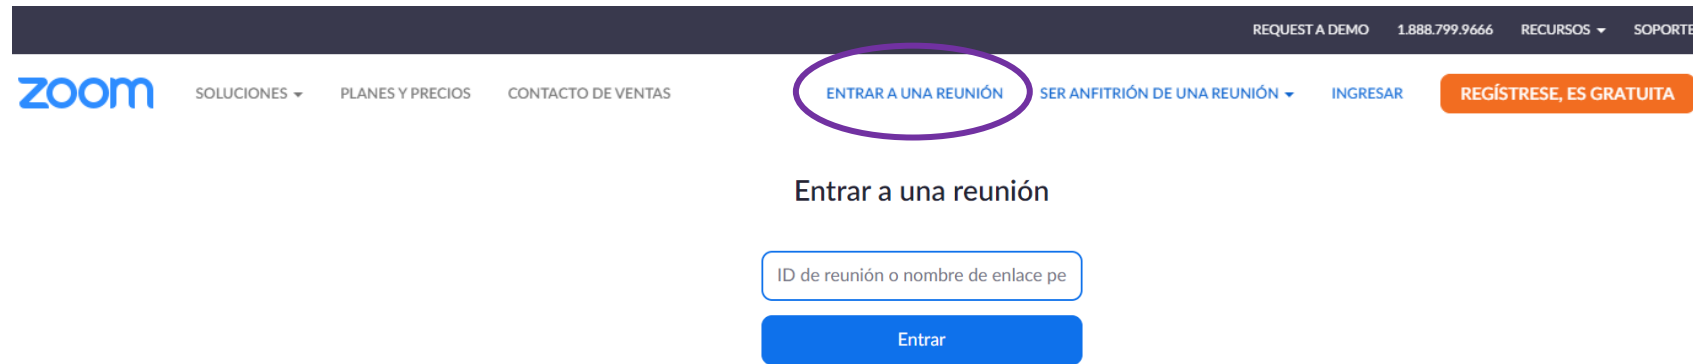 REQUEST A DEMO 1.888.799.9666 RECURSOS SOPORTE
zoom SOLUCIONES PLANES Y PRECIOS CONTACTO DE VENTAS ENTRAR A UNA REUNIÓN SER ANFITRIÓN DE UNA REUNIÓN INGRESAR REGÍSTRESE, ES GRATUITA
Entrar a una reunión
ID de reunión o nombre de enlace pe
Entrar